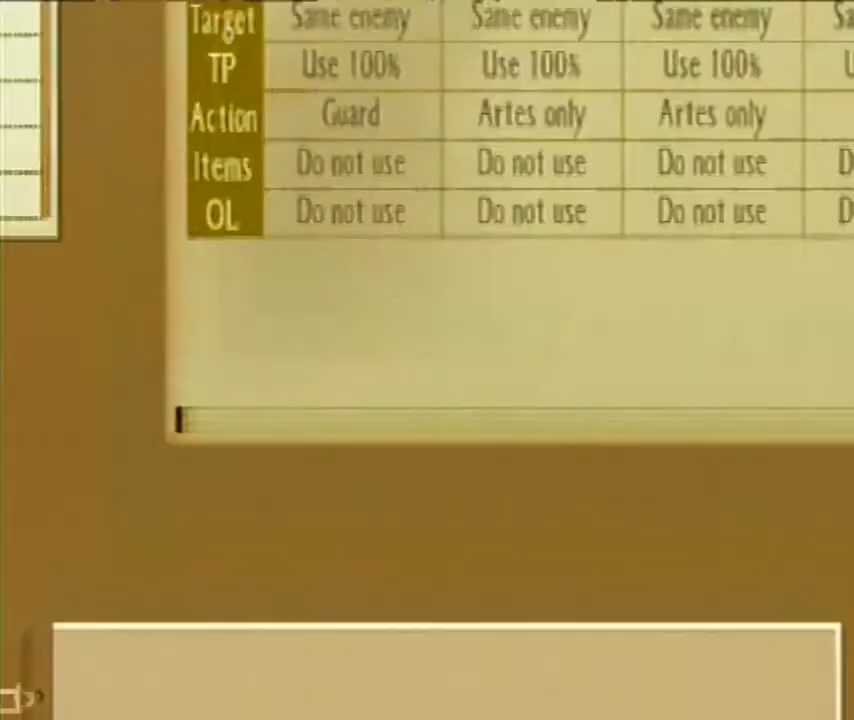 Target Same enemy Same enemy Same enemy
TP Use 100% Use 100% Use 100%
Action Guard Artes only Artes only
Items Do not use Do not use Do not use
OL Do not use Do not use Do not use